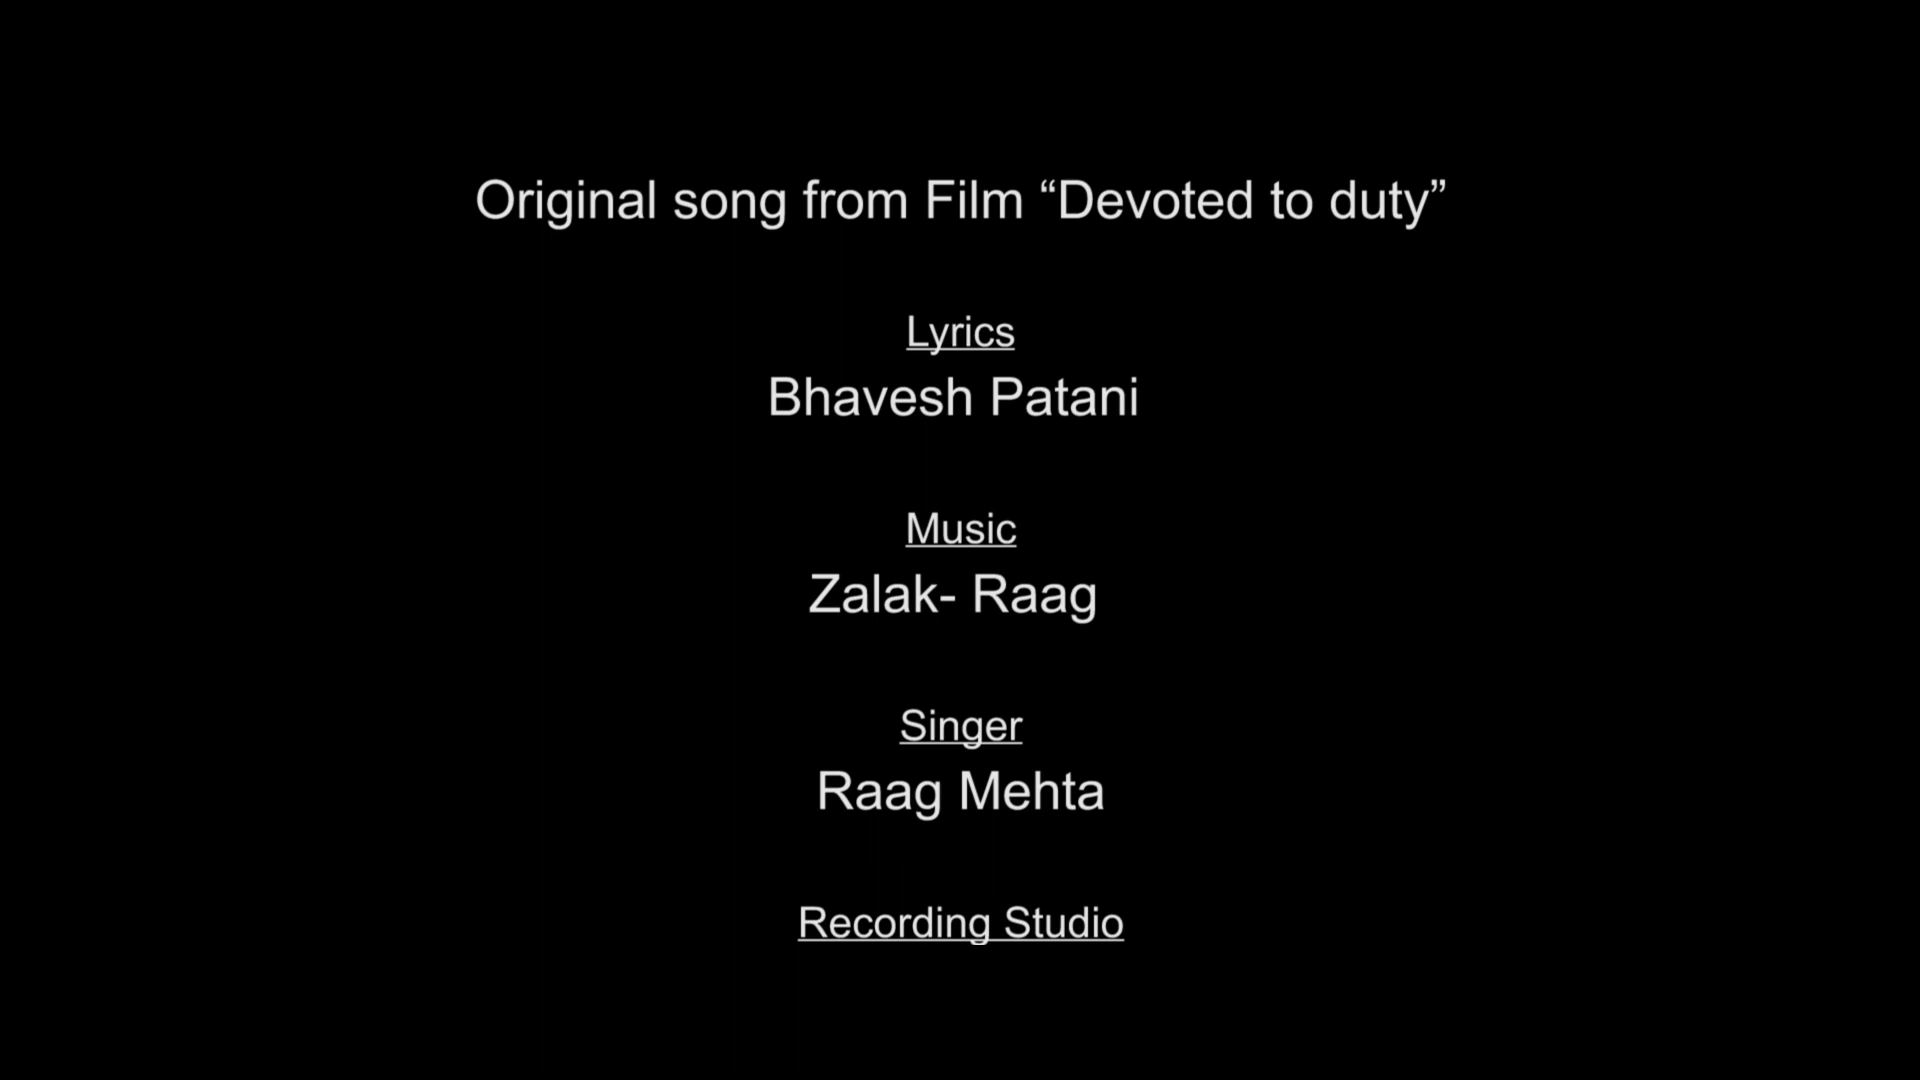 Original song from Film “Devoted to duty”
Lyrics
Bhavesh Patani
Music
Zalak- Raag
Singer
Raag Mehta
Recording Studio